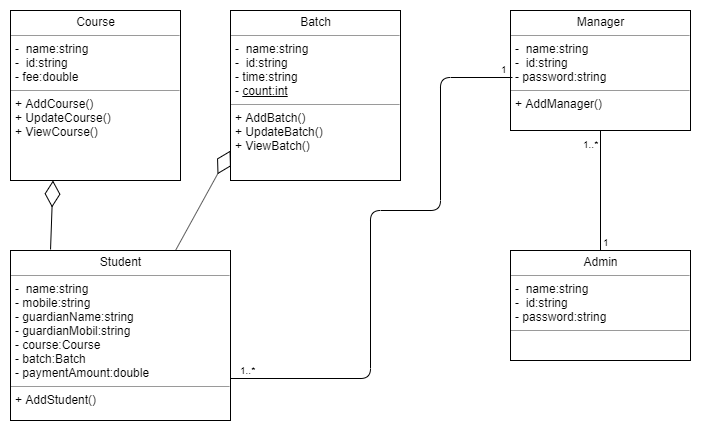 Course
- name:string
- id:string
- fee:double
+ AddCourse()
+ UpdateCourse()
+ ViewCourse()
Batch
- name:string
- id:string
- time:string
- count:int
+ AddBatch()
+ UpdateBatch()
+ ViewBatch()
Manager
- name:string
- id:string
- password:string
+ AddManager()
1
1..*
1
Student
- name:string
- mobile:string
- guardianName:string
- guardianMobil:string
- course:Course
- batch:Batch
- paymentAmount:double
+ AddStudent()
1..*
Admin
- name:string
- id:string
- password:string